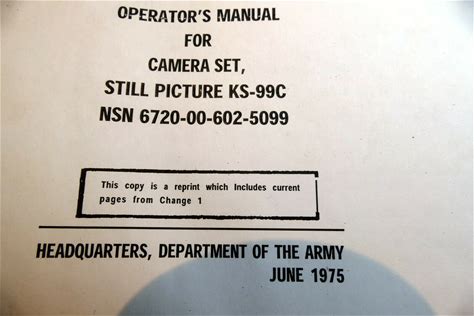 OPERATOR'S MANUAL
FOR
CAMERA SET,
STILL PICTURE KS-99C
NSN 6720-00-602-5099
This copy is a reprint which Includes current
pages from Change 1
HEADQUARTERS, DEPARTMENT OF THE ARMY
JUNE 1975